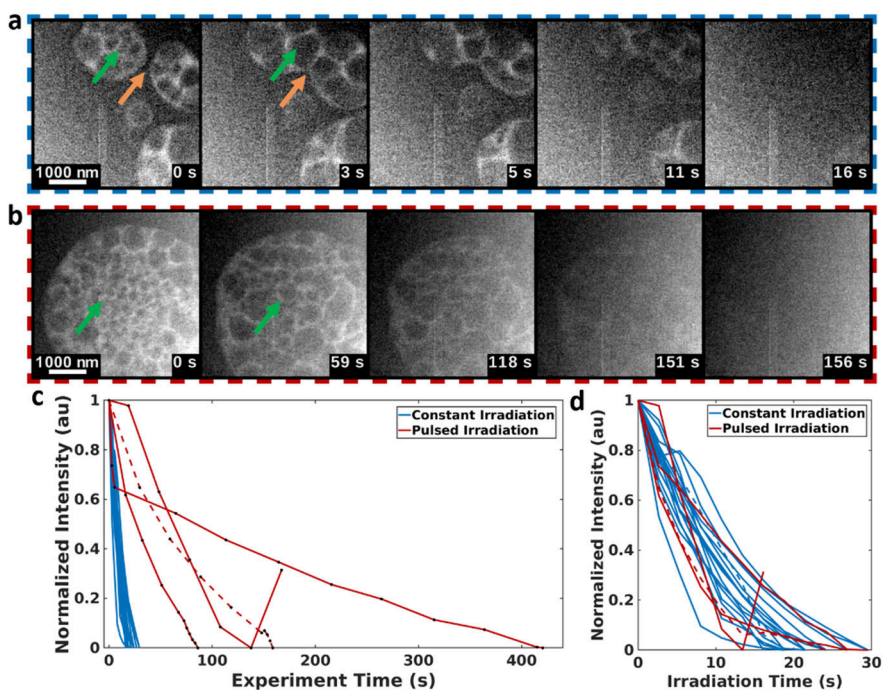 a
1000 nm
0 s
3 s
5 s
11 s
16 s
b
1000 nm
0 s
59 s
118 s
151 s
156 s
c
Normalized Intensity (au)
1
0.8
0.6
0.4
0.2
0
Constant Irradiation
Pulsed Irradiation
0
100
200
300
400
Experiment Time (s)
d
Normalized Intensity (au)
1
0.8
0.6
0.4
0.2
0
Constant Irradiation
Pulsed Irradiation
0
10
20
30
Irradiation Time (s)